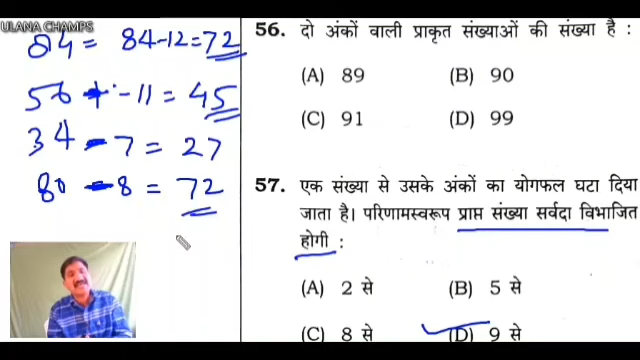 ULANA CHAMPS
84 = 84-12=72
56 - 11 = 45
34 - 7 = 27
80 - 8 = 72
56. दो अंकों वाली प्राकृत संख्याओं की संख्या है :
(A) 89 (B) 90
(C) 91 (D) 99
57. एक संख्या से उसके अंकों का योगफल घटा दिया
जाता है। परिणामस्वरूप प्राप्त संख्या सर्वदा विभाजित
होगी :
(A) 2 से (B) 5 से
(C) 8 से (D) 9 से